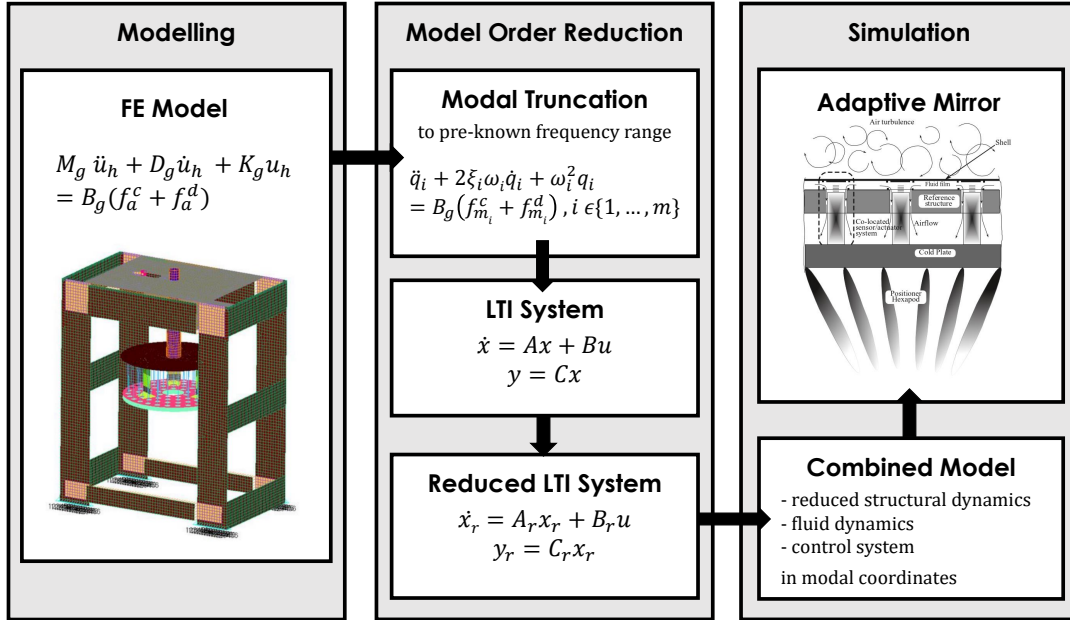 Modelling
FE Model
M_g ü_h + D_g u̇_h + K_g u_h
= B_g(f_a^c + f_a^d)
Model Order Reduction
Modal Truncation
to pre-known frequency range
q̈_i + 2ξ_iω_i q̇_i + ω_i^2 q_i
= B_g(f_{m_i}^c + f_{m_i}^d) , i ϵ{1, … , m}
LTI System
ẋ = Ax + Bu
y = Cx
Reduced LTI System
ẋ_r = A_r x_r + B_r u
y_r = C_r x_r
Simulation
Adaptive Mirror
Air turbulence
Shell
Fluid film
Reference
structure
Co-located
sensor/actuator
system
Airflow
Cold Plate
Positioner
Hexapod
Combined Model
- reduced structural dynamics
- fluid dynamics
- control system
in modal coordinates